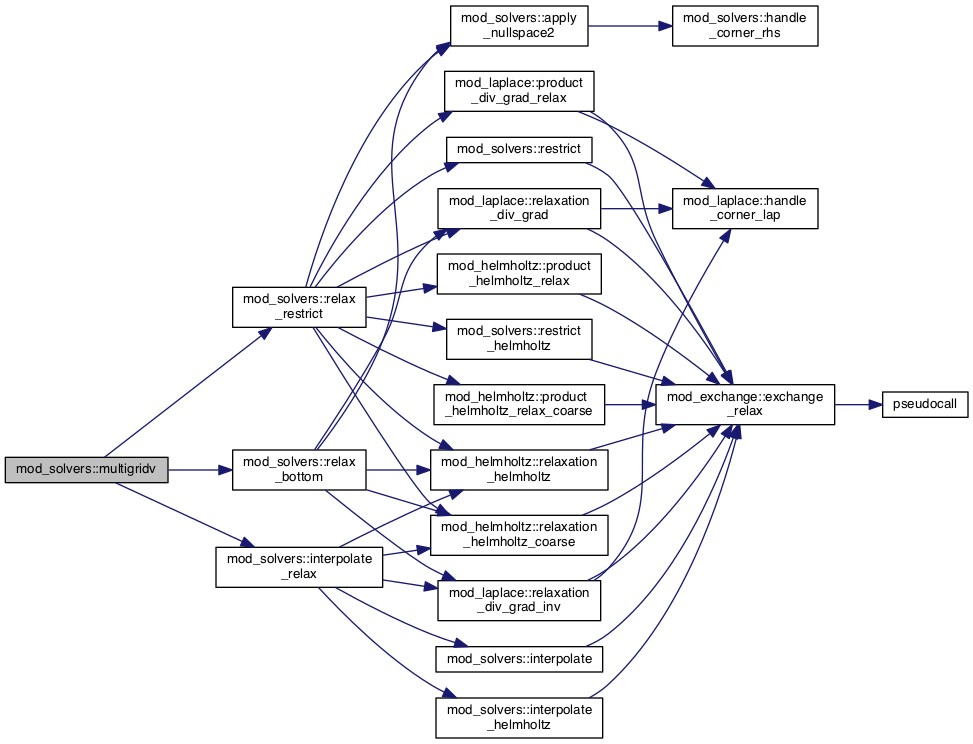 mod_solvers::multigridv
mod_solvers::relax
_restrict
mod_solvers::relax
_bottom
mod_solvers::interpolate
_relax
mod_solvers::apply
_nullspace2
mod_laplace::product
_div_grad_relax
mod_solvers::restrict
mod_laplace::relaxation
_div_grad
mod_helmholtz::product
_helmholtz_relax
mod_solvers::restrict
_helmholtz
mod_helmholtz::product
_helmholtz_relax_coarse
mod_helmholtz::relaxation
_helmholtz
mod_helmholtz::relaxation
_helmholtz_coarse
mod_laplace::relaxation
_div_grad_inv
mod_solvers::interpolate
mod_solvers::interpolate
_helmholtz
mod_solvers::handle
_corner_rhs
mod_laplace::handle
_corner_lap
mod_exchange::exchange
_relax
pseudocall